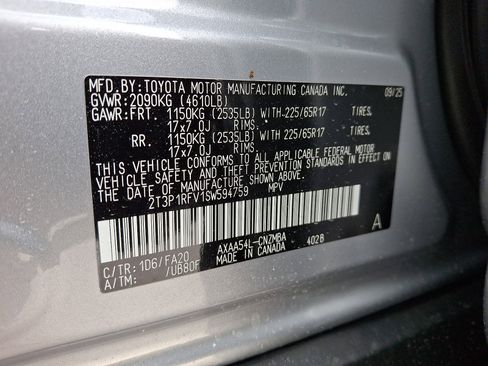 MFD.BY:TOYOTA MOTOR MANUFACTURING CANADA INC. 09/25
GVWR:2090KG (4610LB)
GAWR:FRT. 1150KG (2535LB) WITH-225/65R17 TIRES,
17x7.0J RIMS:
RR. 1150KG (2535LB) WITH-225/65R17 TIRES,
17x7.0J RIMS:
THIS VEHICLE CONFORMS TO ALL APPLICABLE FEDERAL MOTOR
VEHICLE SAFETY AND THEFT PREVENTION STANDARDS IN EFFECT
ON THE DATE OF MANUFACTURE SHOWN ABOVE.
2T3P1RFV1SW594759 MPV
A
C/TR: 1D6/FA20 AXAA54L-CNZMBA 402B
A/TM: /UB80F MADE IN CANADA